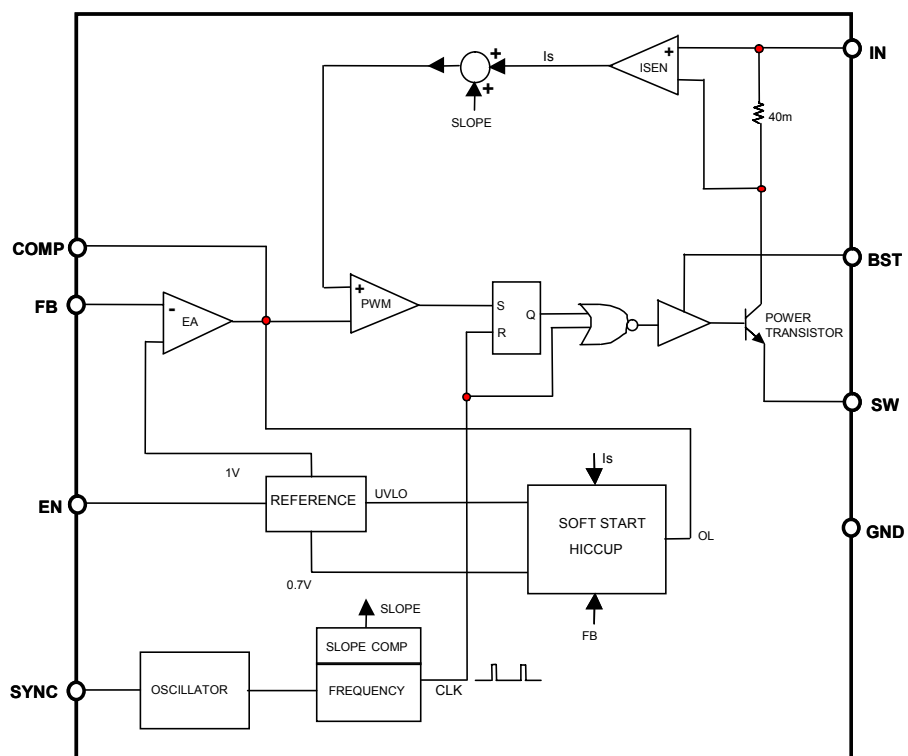 IN
+
ISEN
Is
+
+
SLOPE
40m
COMP
BST
FB
-
EA
+
PWM
S
Q
R
POWER
TRANSISTOR
SW
1V
Is
EN
REFERENCE
UVLO
SOFT START
HICCUP
OL
GND
0.7V
FB
SLOPE
SLOPE COMP
SYNC
OSCILLATOR
FREQUENCY
CLK